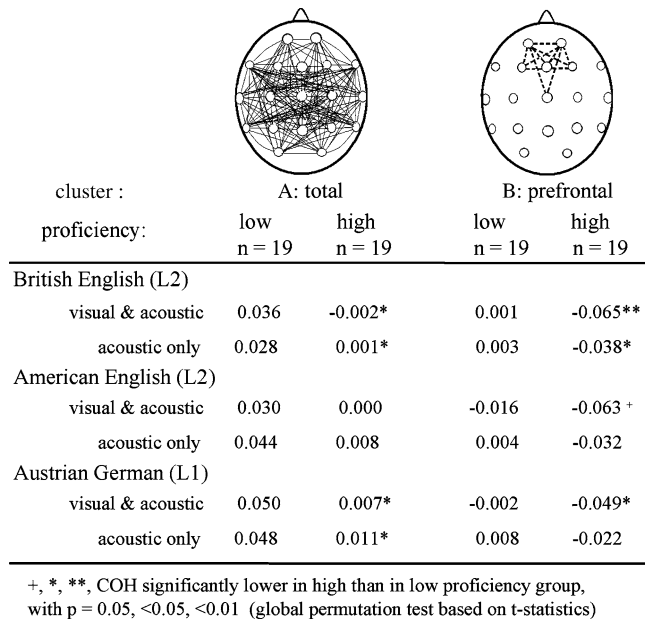 cluster : A: total B: prefrontal
proficiency: low high low high
n = 19 n = 19 n = 19 n = 19
British English (L2)
visual & acoustic 0.036 -0.002* 0.001 -0.065**
acoustic only 0.028 0.001* 0.003 -0.038*
American English (L2)
visual & acoustic 0.030 0.000 -0.016 -0.063 +
acoustic only 0.044 0.008 0.004 -0.032
Austrian German (L1)
visual & acoustic 0.050 0.007* -0.002 -0.049*
acoustic only 0.048 0.011* 0.008 -0.022
+, *, **, COH significantly lower in high than in low proficiency group,
with p = 0.05, <0.05, <0.01 (global permutation test based on t-statistics)